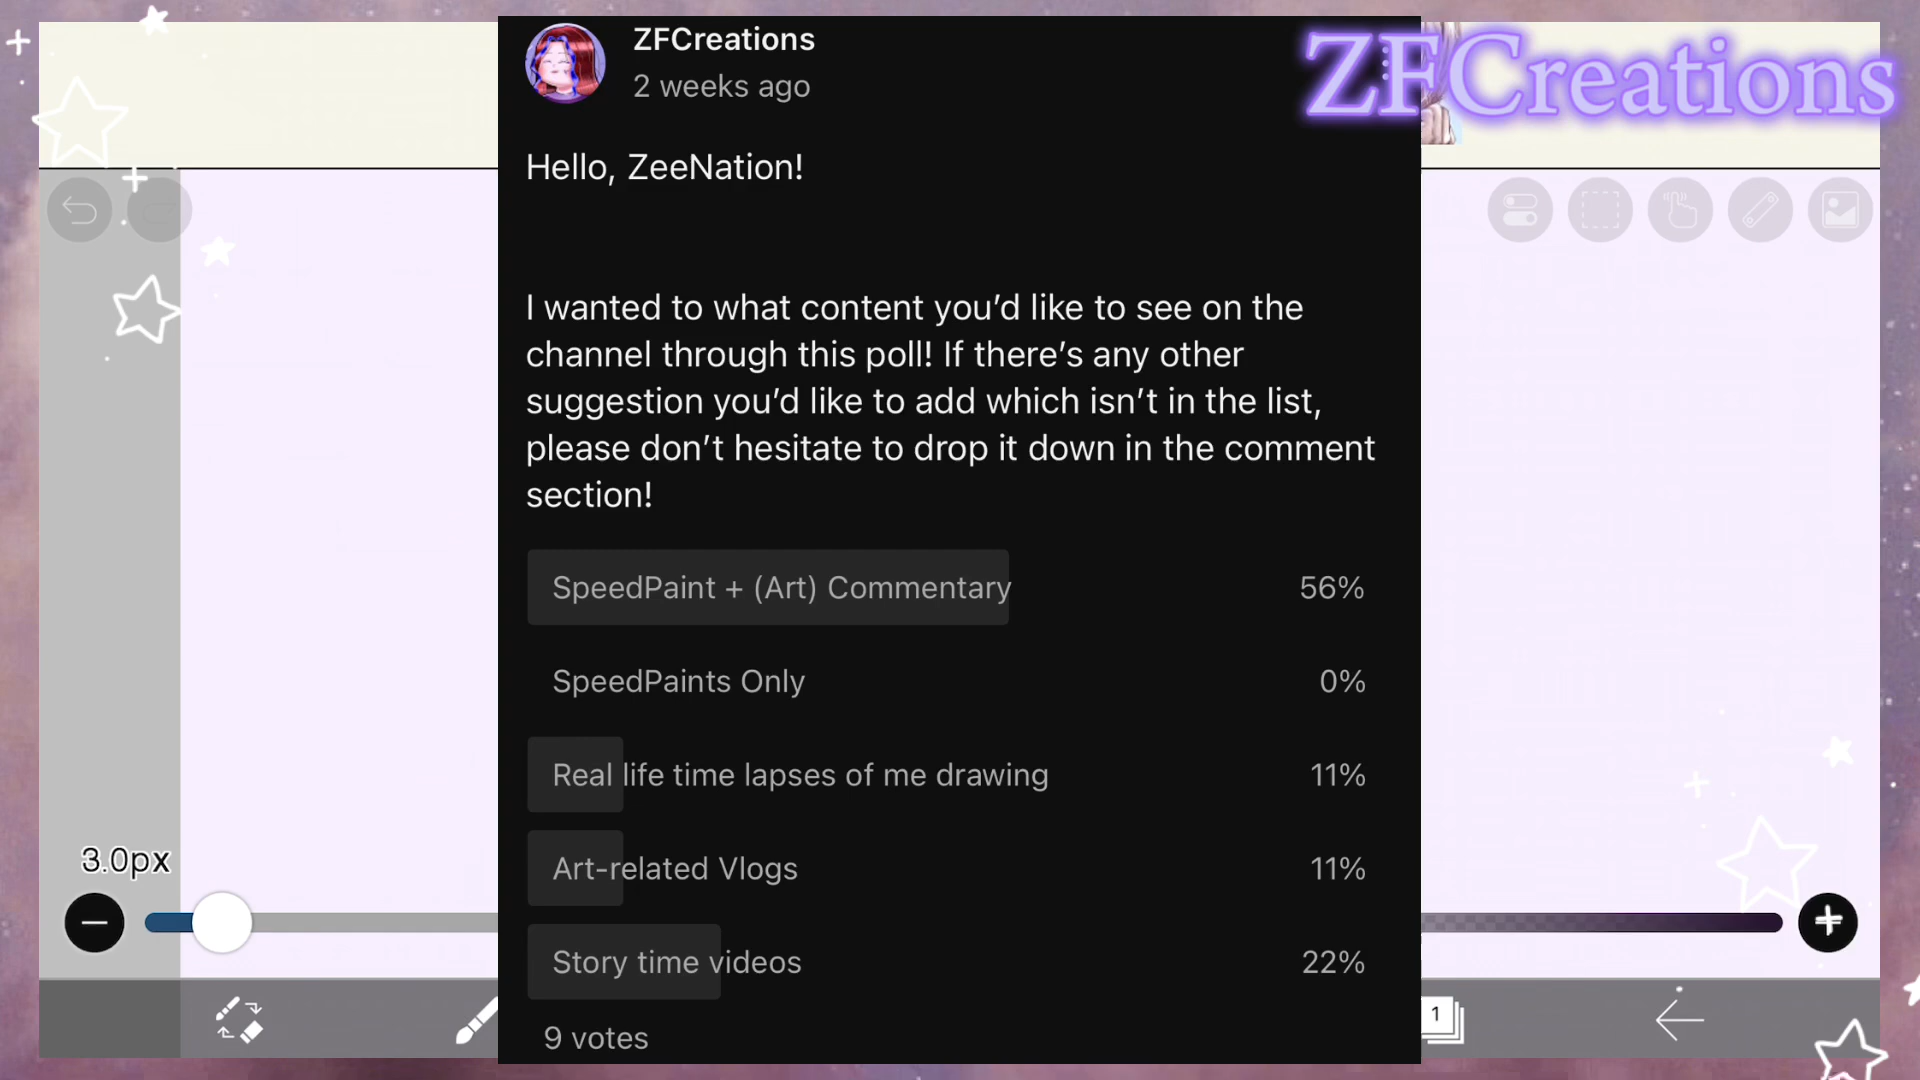 ZFCreations
2 weeks ago
ZFCreations
Hello, ZeeNation!
I wanted to what content you’d like to see on the
channel through this poll! If there’s any other
suggestion you’d like to add which isn’t in the list,
please don’t hesitate to drop it down in the comment
section!
SpeedPaint + (Art) Commentary 56%
SpeedPaints Only 0%
Real life time lapses of me drawing 11%
Art-related Vlogs 11%
3.0px
Story time videos 22%
1
9 votes